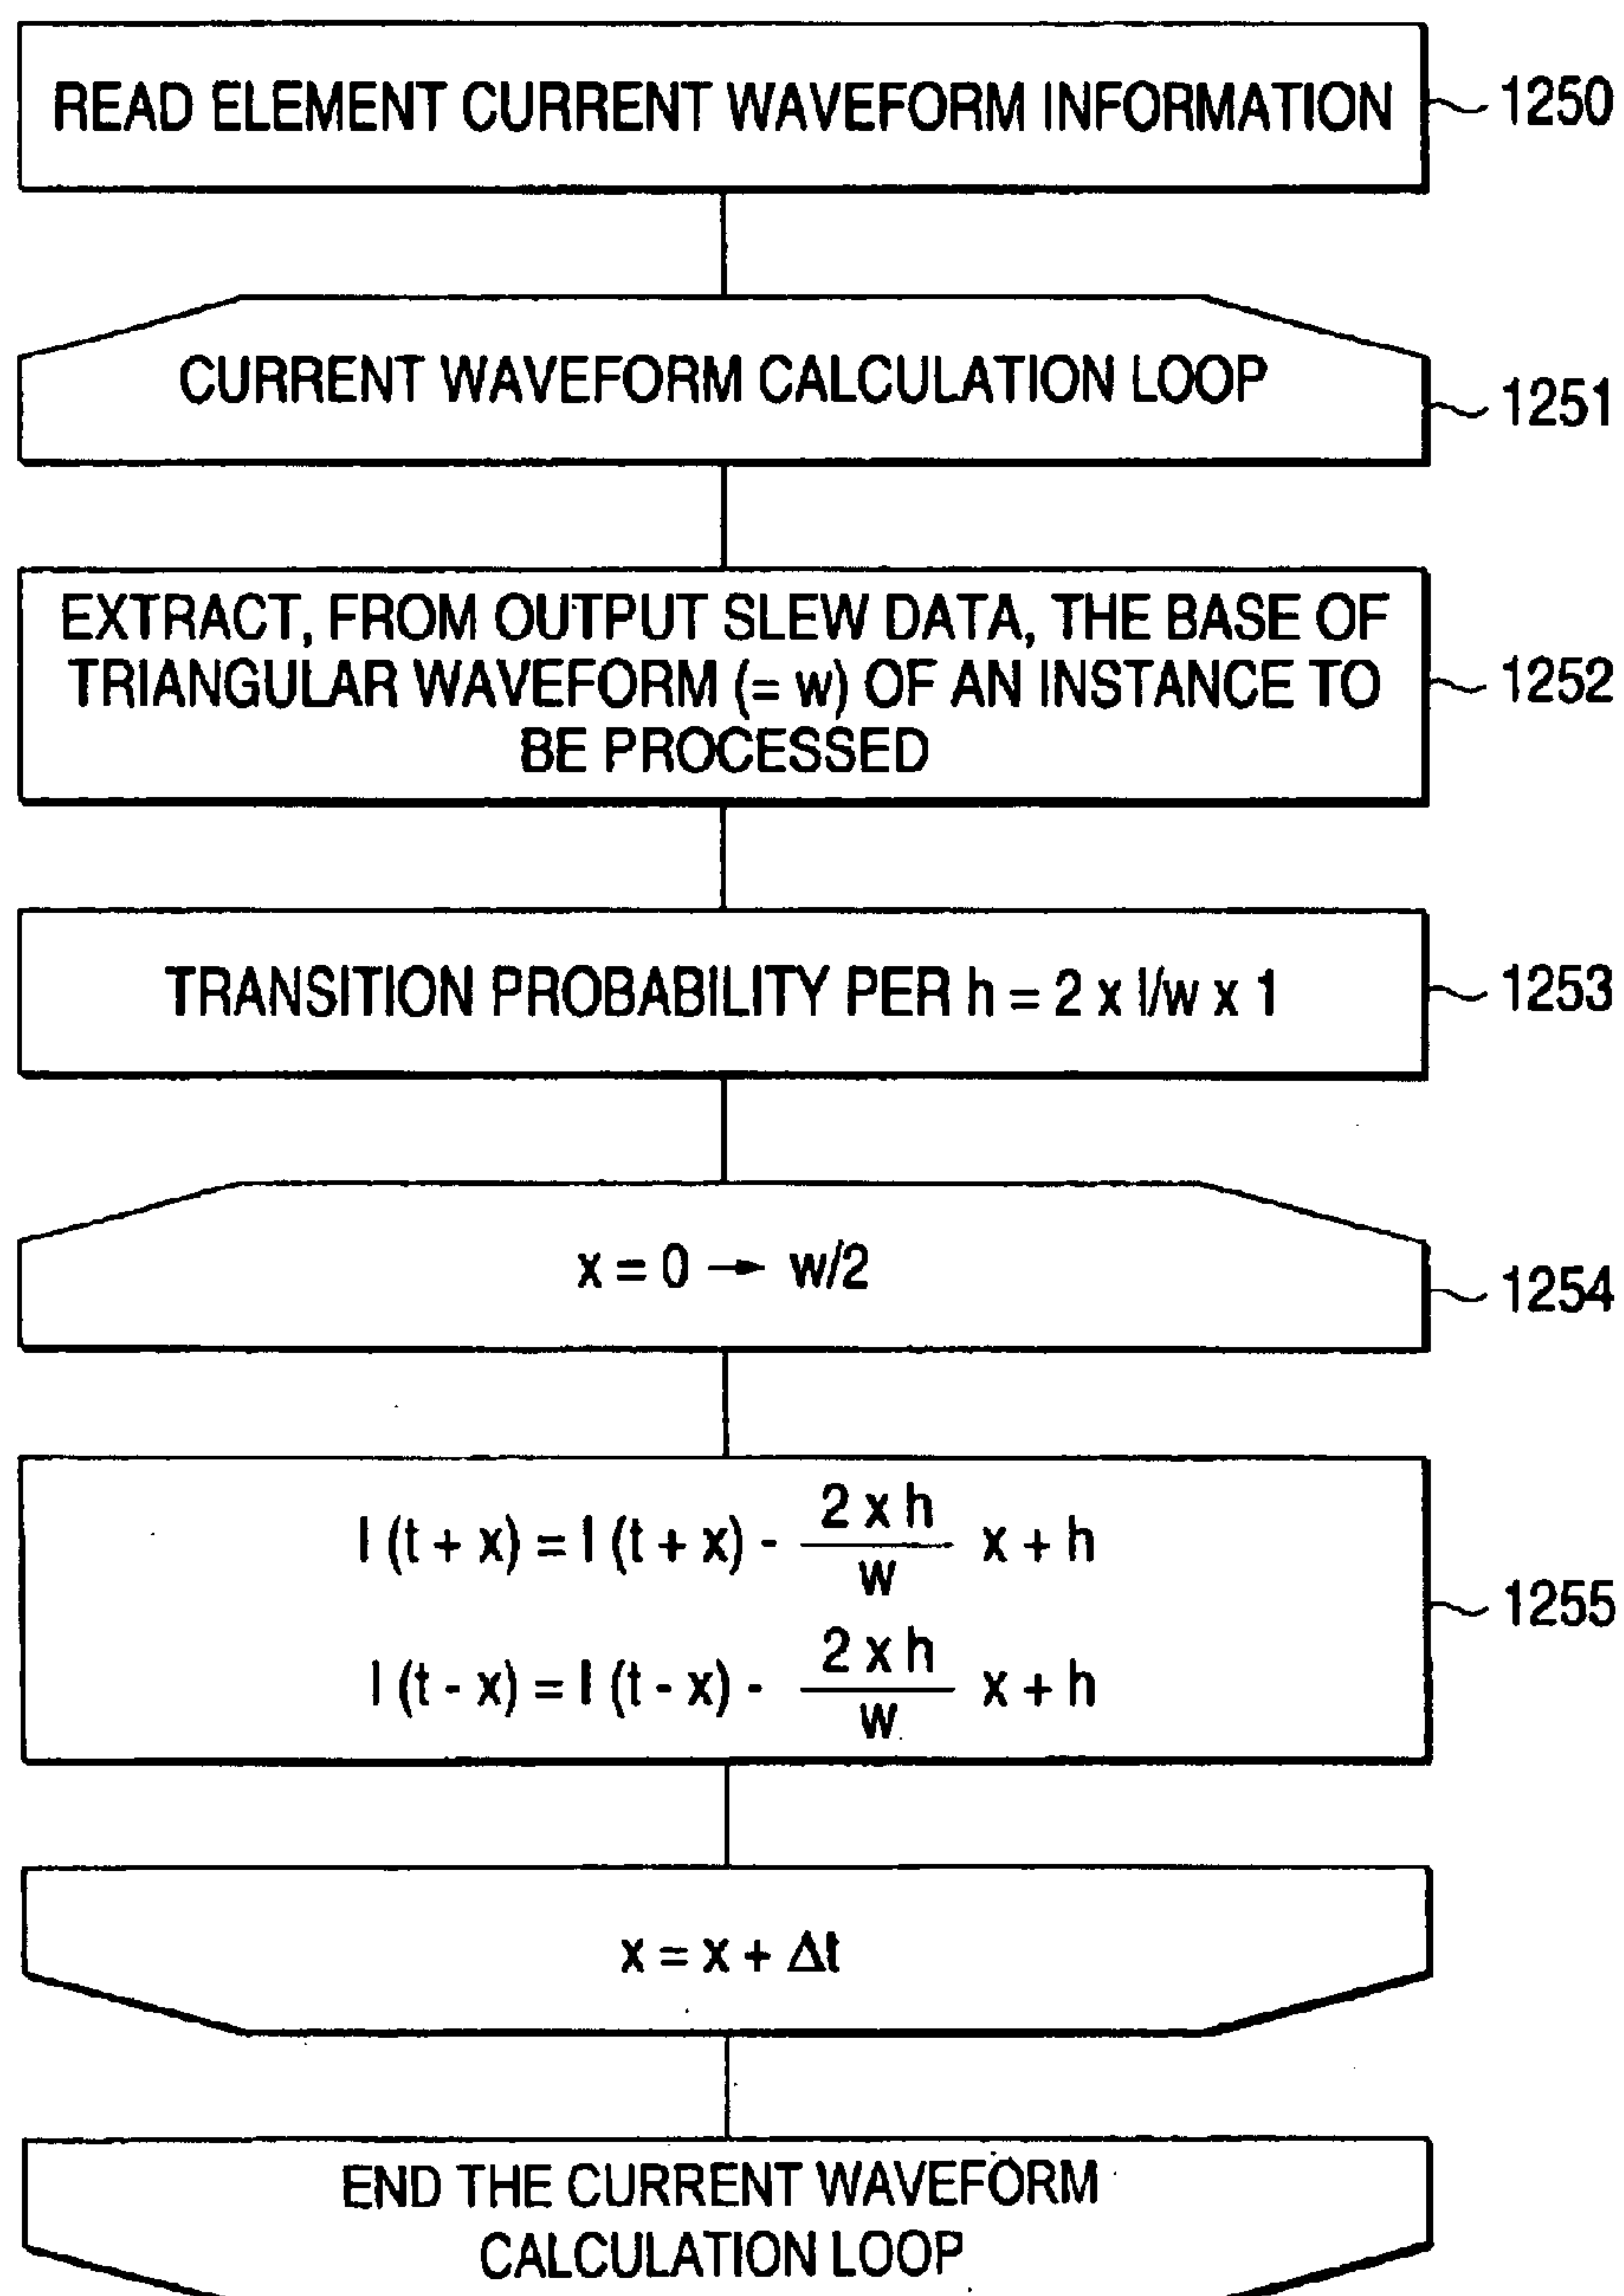 READ ELEMENT CURRENT WAVEFORM INFORMATION
1250
CURRENT WAVEFORM CALCULATION LOOP
1251
EXTRACT, FROM OUTPUT SLEW DATA, THE BASE OF
TRIANGULAR WAVEFORM (= w) OF AN INSTANCE TO
BE PROCESSED
1252
TRANSITION PROBABILITY PER h = 2 x I/w x 1
1253
x = 0 → w/2
1254
I (t + x) = I (t + x) - 2 x h / w x + h
I (t - x) = I (t - x) - 2 x h / w x + h
1255
x = x + Δt
END THE CURRENT WAVEFORM
CALCULATION LOOP